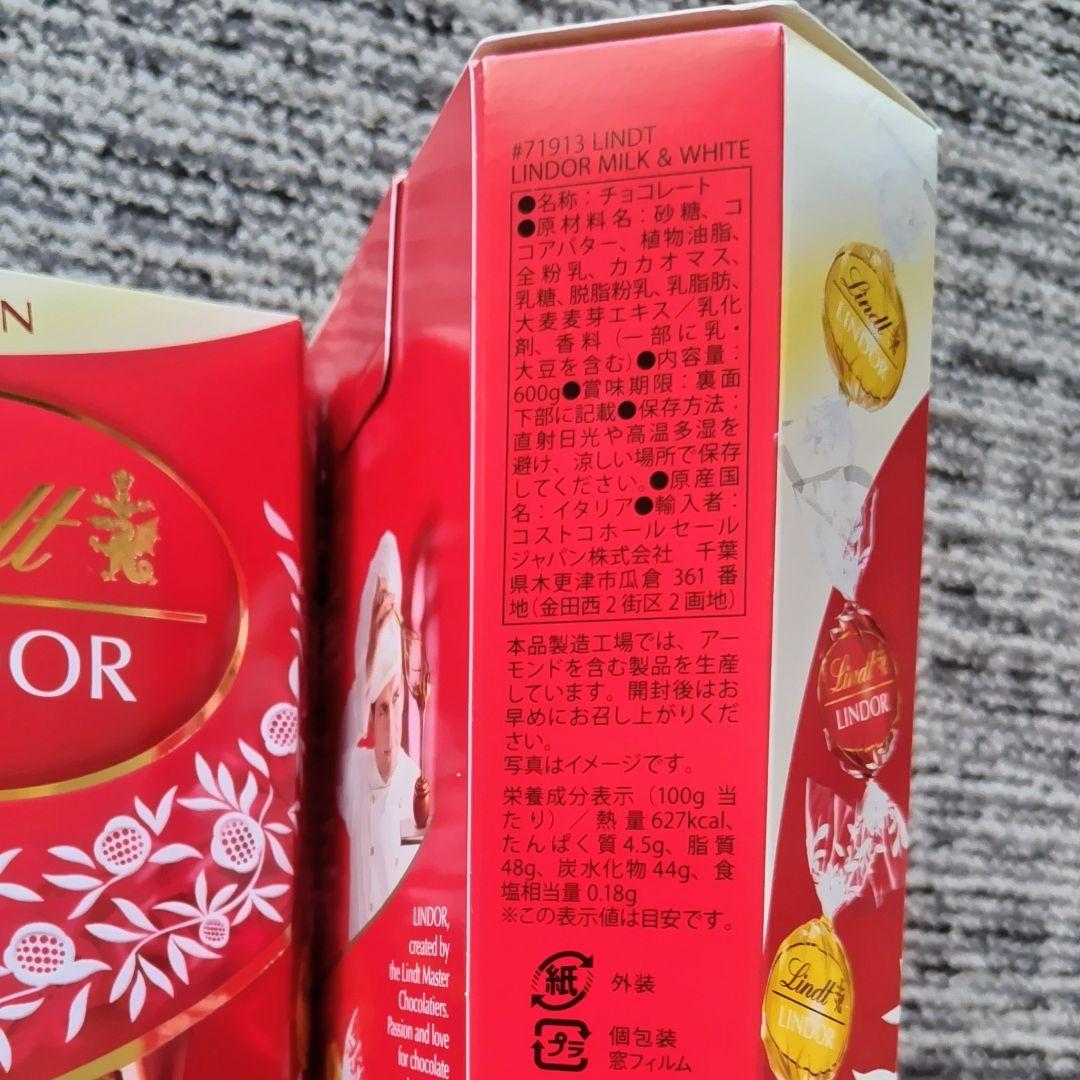 N
dt
OR
LINDOR,
created by
the Lindt Master
Chocolatiers.
Passion and love
for chocolate
#71913 LINDT
LINDOR MILK & WHITE
●名称：チョコレート
●原材料名：砂糖、コ
コアバター、植物油脂、
全粉乳、カカオマス、
乳糖、脱脂粉乳、乳脂肪、
大麦麦芽エキス／乳化
剤、香料（一部に乳・
大豆を含む）●内容量：
600g●賞味期限：裏面
下部に記載●保存方法：
直射日光や高温多湿を
避け、涼しい場所で保存
してください。●原産国
名：イタリア●輸入者：
コストコホールセール
ジャパン株式会社　千葉
県木更津市瓜倉 361 番
地（金田西２街区２画地）
本品製造工場では、アー
モンドを含む製品を生産
しています。開封後はお
早めにお召し上がりくだ
さい。
写真はイメージです。
栄養成分表示（100g 当
たり）／熱量 627kcal、
たんぱく質 4.5g、脂質
48g、炭水化物 44g、食
塩相当量 0.18g
※この表示値は目安です。
紙 外装
プラ 個包装
窓フィルム
Lindt
LINDOR
Lindt
LINDOR
Lindt
LINDOR